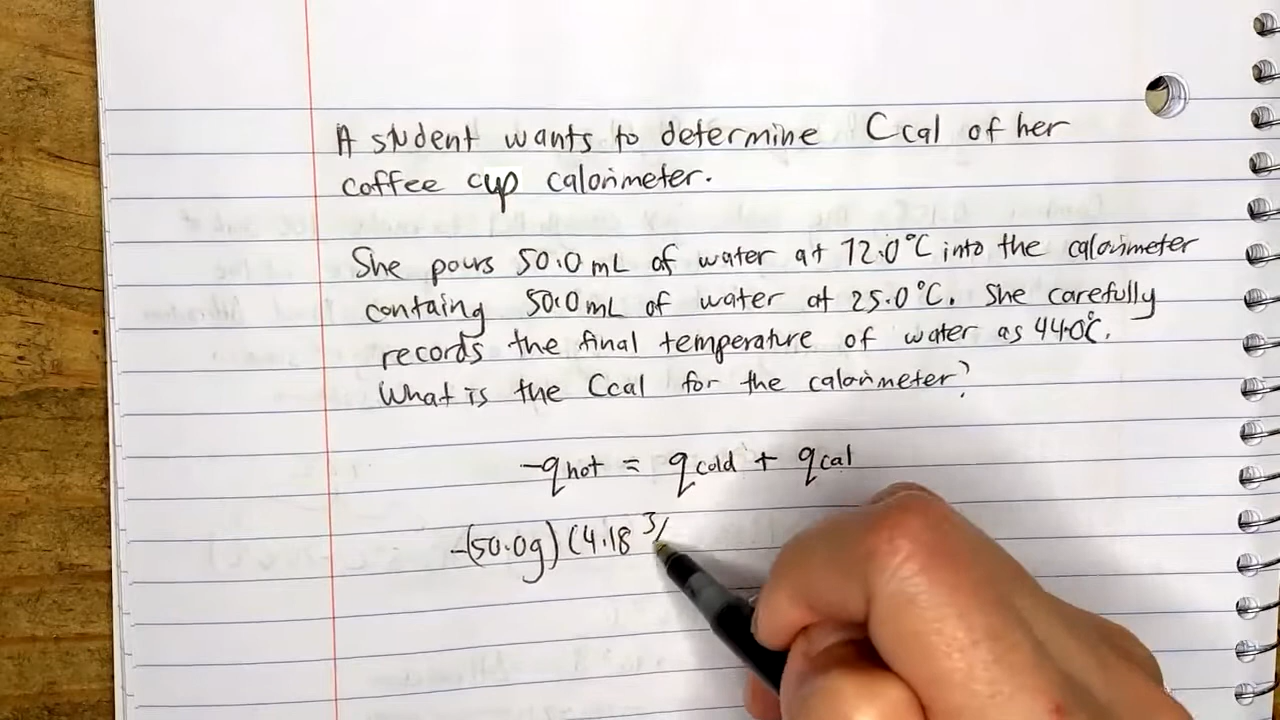 A student wants to determine Ccal of her
coffee cup calorimeter.
She pours 50.0 mL of water at 72.0°C into the calorimeter
containg 50.0 mL of water at 25.0°C. She carefully
records the final temperature of water as 44.0°C.
What is the Ccal for the calorimeter?
-qhot = qcold + qcal
-(50.0g) (4.18 J/